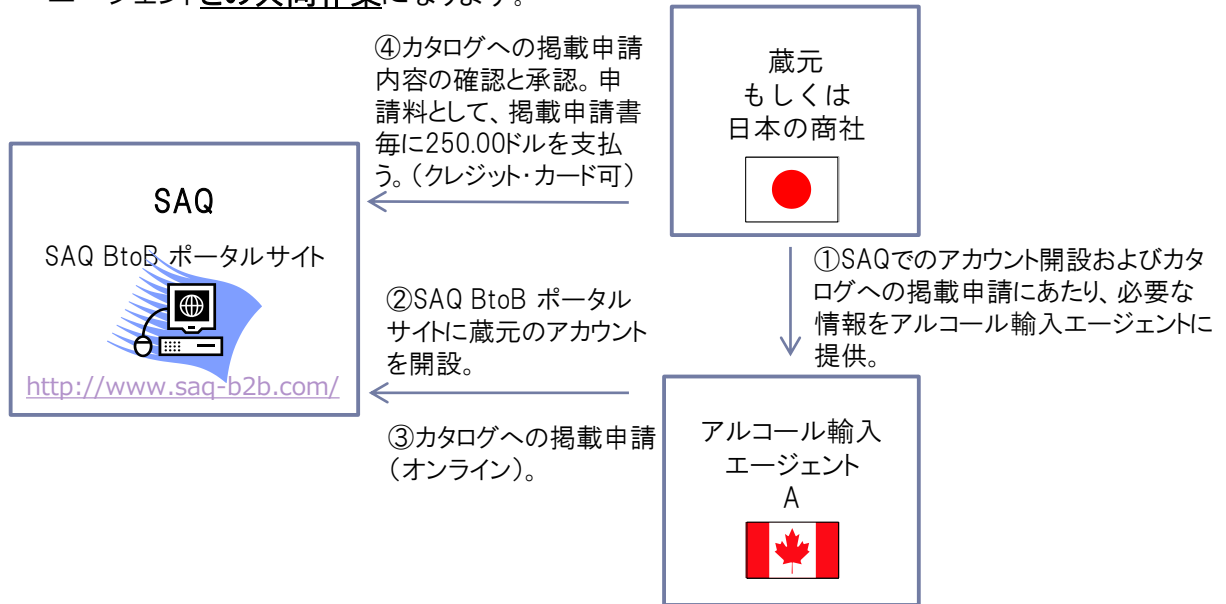 エージェントとの共同作業になります。
④カタログへの掲載申請
内容の確認と承認。申
請料として、掲載申請書
毎に250.00ドルを支払
う。（クレジット・カード可）
蔵元
もしくは
日本の商社
SAQ
SAQ BtoB ポータルサイト
http://www.saq-b2b.com/
①SAQでのアカウント開設およびカタ
ログへの掲載申請にあたり、必要な
情報をアルコール輸入エージェントに
提供。
②SAQ BtoB ポータル
サイトに蔵元のアカウント
を開設。
③カタログへの掲載申請
（オンライン）。
アルコール輸入
エージェント
A